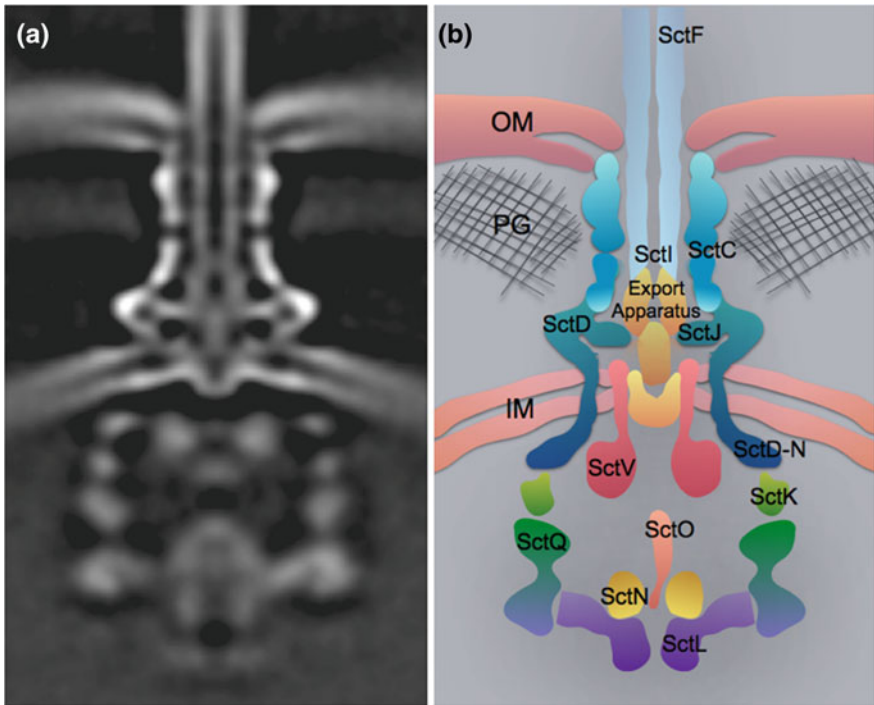 (a)
(b)
SctF
OM
PG
SctI
SctC
Export
Apparatus
SctD
SctJ
IM
SctD-N
SctV
SctK
SctO
SctQ
SctN
SctL